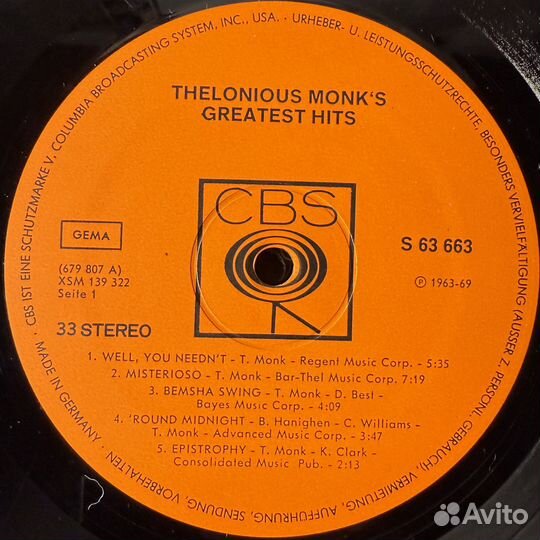 CBS IST EINE SCHUTZMARKE V. COLUMBIA BROADCASTING SYSTEM, INC., USA. · URHEBER- U. LEISTUNGSSCHUTZRECHTE, BESONDERS VERVIELFÄLTIGUNG (AUSSER Z. PERSÖNL. GEBRAUCH), VERMIETUNG, AUFFÜHRUNG, SENDUNG, VORBEHALTEN · MADE IN GERMANY ·
THELONIOUS MONK'S
GREATEST HITS
CBS
GEMA
S 63 663
(679 807 A)
XSM 139 322
Seite 1
Ⓟ 1963-69
33 STEREO
1. WELL, YOU NEEDN'T - T. Monk - Regent Music Corp. - 5:35
2. MISTERIOSO - T. Monk - Bar-Thel Music Corp. 7:19
3. BEMSHA SWING - T. Monk - D. Best -
Bayes Music Corp. - 4:09
4. 'ROUND MIDNIGHT - B. Hanighen - C. Williams -
T. Monk - Advanced Music Corp. - 3:47
5. EPISTROPHY - T. Monk - K. Clark -
Consolidated Music Pub. - 2:13
Avito